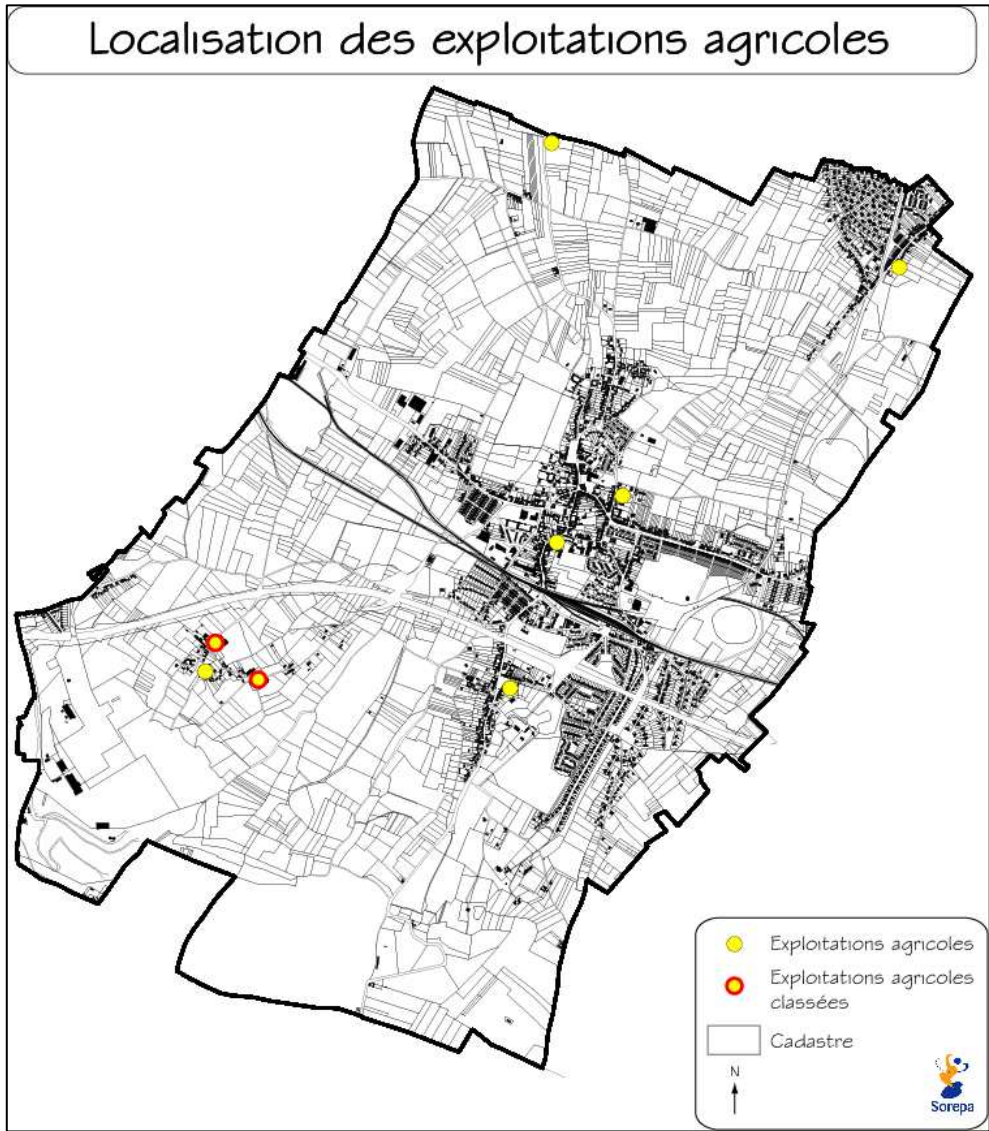 Localisation des exploitations agricoles
Exploitations agricoles
Exploitations agricoles
classées
Cadastre
N
Sorepa